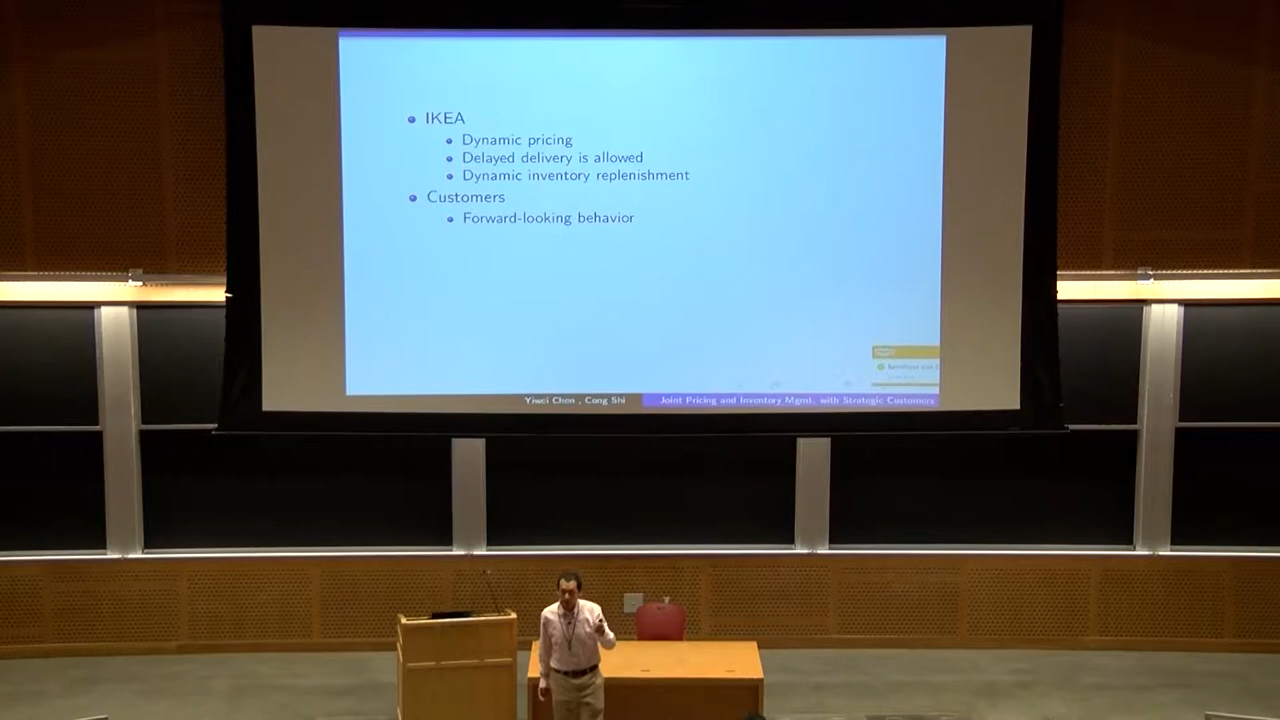 IKEA
Dynamic pricing
Delayed delivery is allowed
Dynamic inventory replenishment
Customers
Forward-looking behavior
Yiwei Chen , Cong Shi
Joint Pricing and Inventory Mgmt. with Strategic Customers